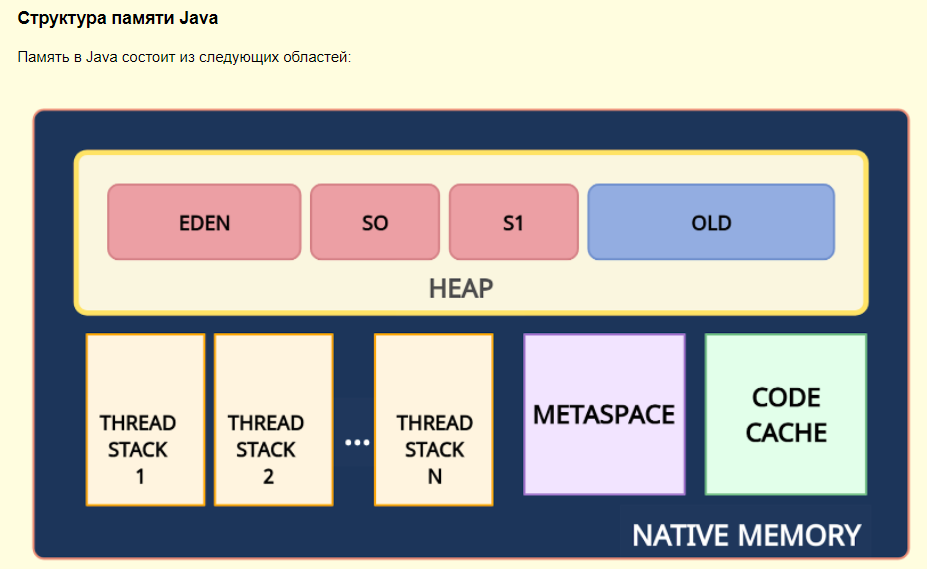 Структура памяти Java
Память в Java состоит из следующих областей:
EDEN
SO
S1
OLD
HEAP
THREAD
STACK
1
THREAD
STACK
2
...
THREAD
STACK
N
METASPACE
CODE
CACHE
NATIVE MEMORY